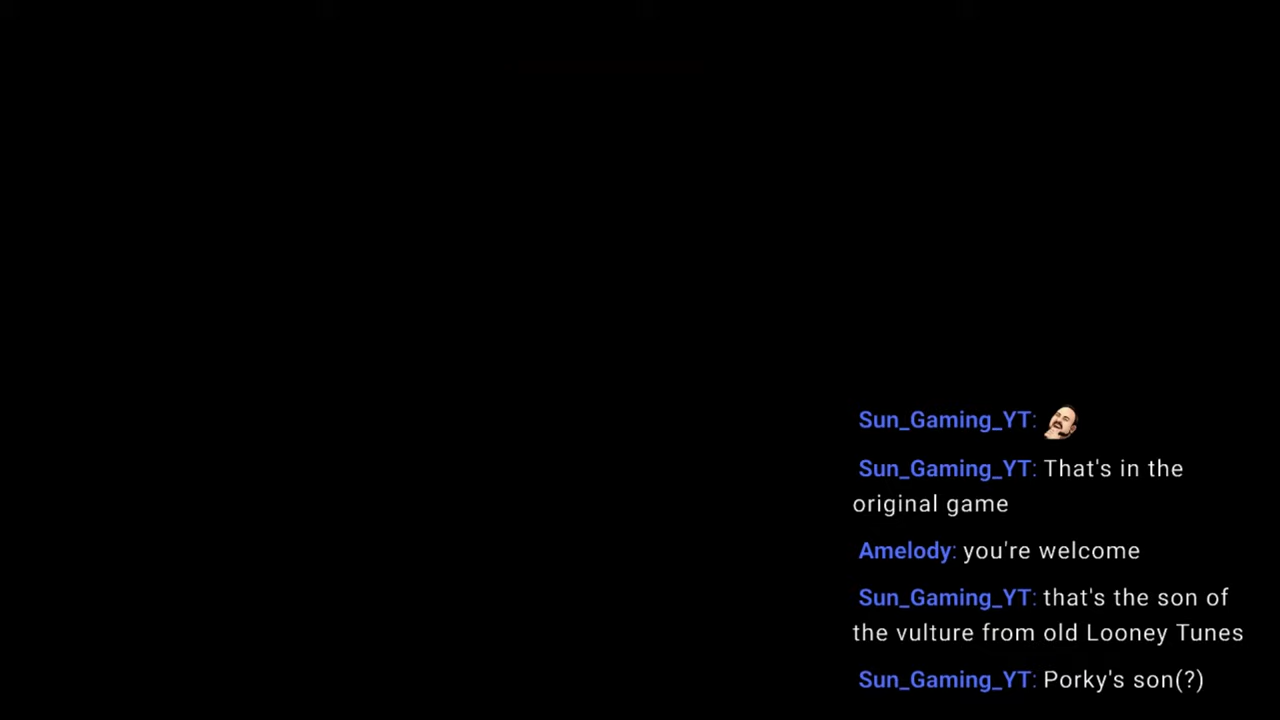 Sun_Gaming_YT:
Sun_Gaming_YT: That's in the
original game
Amelody: you're welcome
Sun_Gaming_YT: that's the son of
the vulture from old Looney Tunes
Sun_Gaming_YT: Porky's son(?)